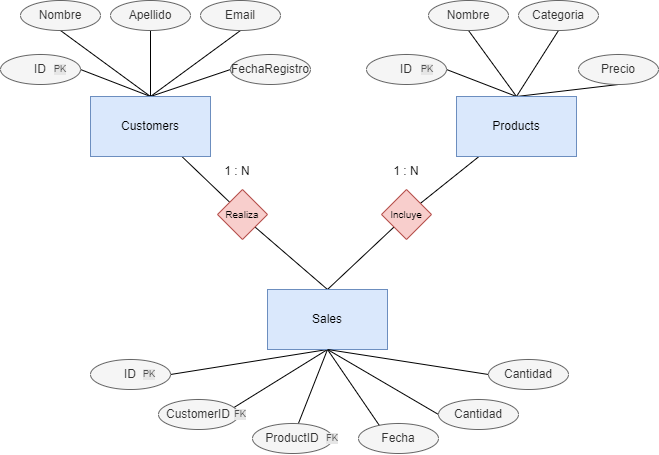 Nombre
Apellido
Email
ID PK
FechaRegistro
Customers
Nombre
Categoria
ID PK
Precio
Products
1 : N
1 : N
Realiza
Incluye
Sales
ID PK
CustomerID FK
ProductID FK
Fecha
Cantidad
Cantidad